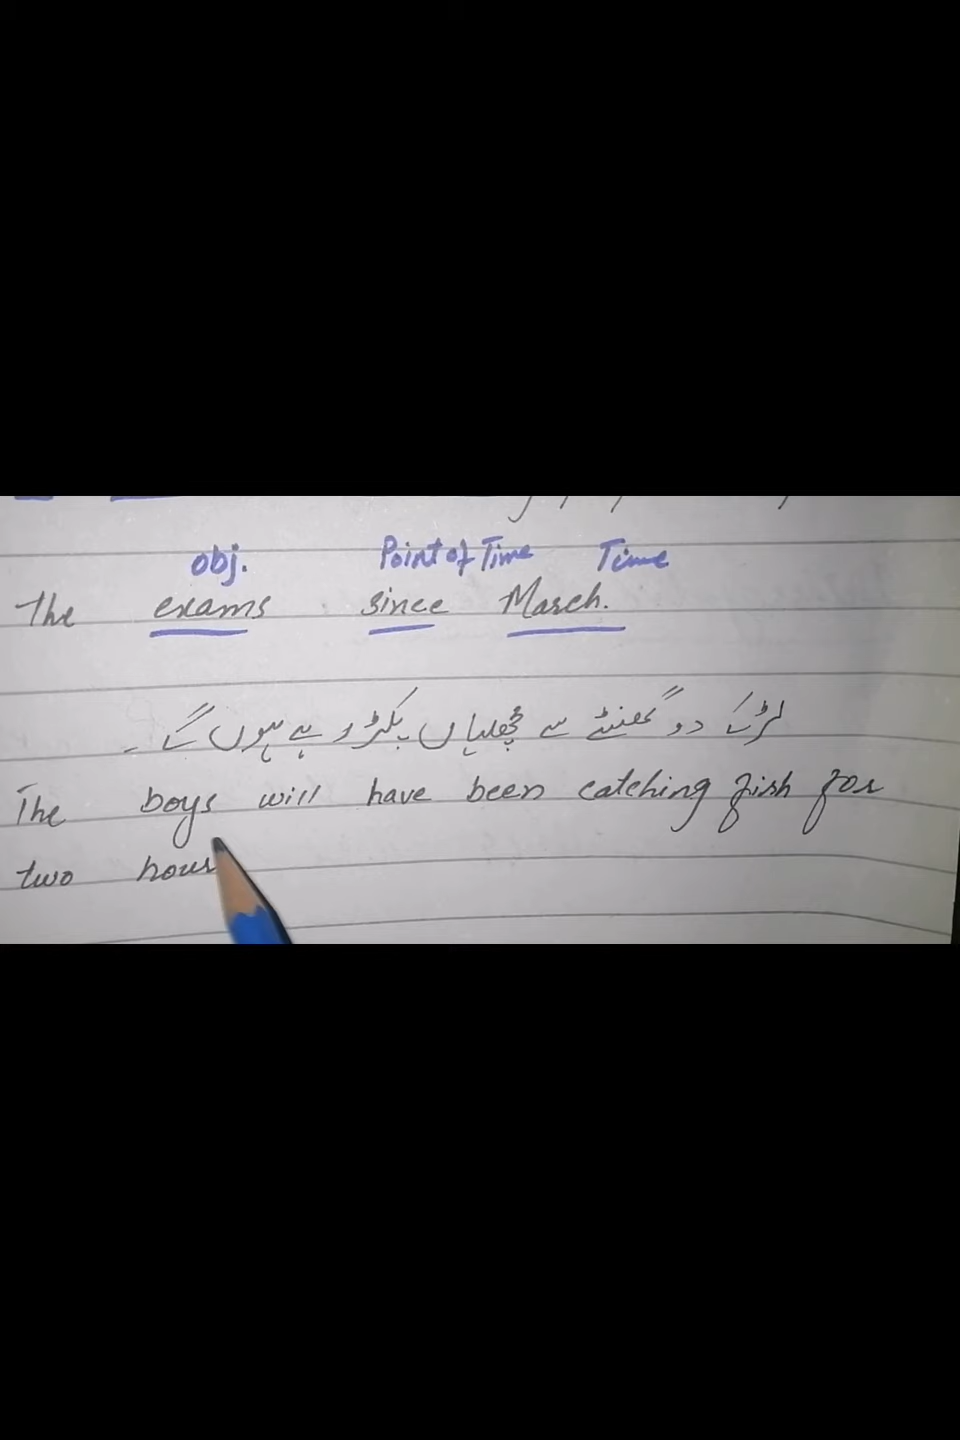 obj. Point of Time Time
the exams since March.
لڑکے دو گھنٹے سے مچھلیاں پکڑ رہے ہوں گے ۔
The boys will have been catching fish for
two hour